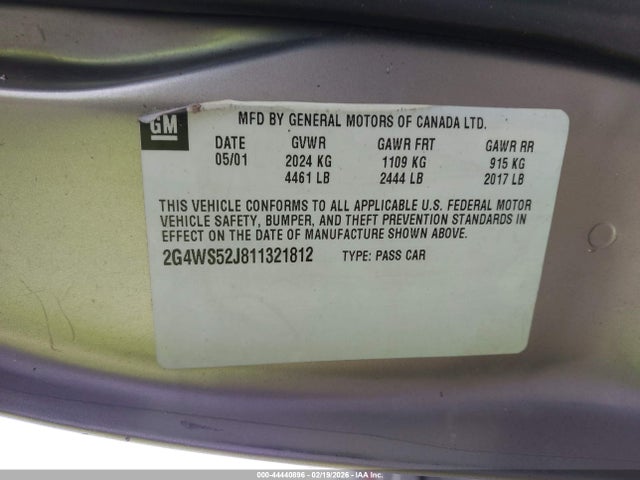 GM
MFD BY GENERAL MOTORS OF CANADA LTD.
DATE GVWR GAWR FRT GAWR RR
05/01 2024 KG 1109 KG 915 KG
4461 LB 2444 LB 2017 LB
THIS VEHICLE CONFORMS TO ALL APPLICABLE U.S. FEDERAL MOTOR
VEHICLE SAFETY, BUMPER, AND THEFT PREVENTION STANDARDS IN
EFFECT ON THE DATE OF MANUFACTURE SHOWN ABOVE.
2G4WS52J811321812 TYPE: PASS CAR
000-44440896 - 02/19/2026 - IAA Inc.